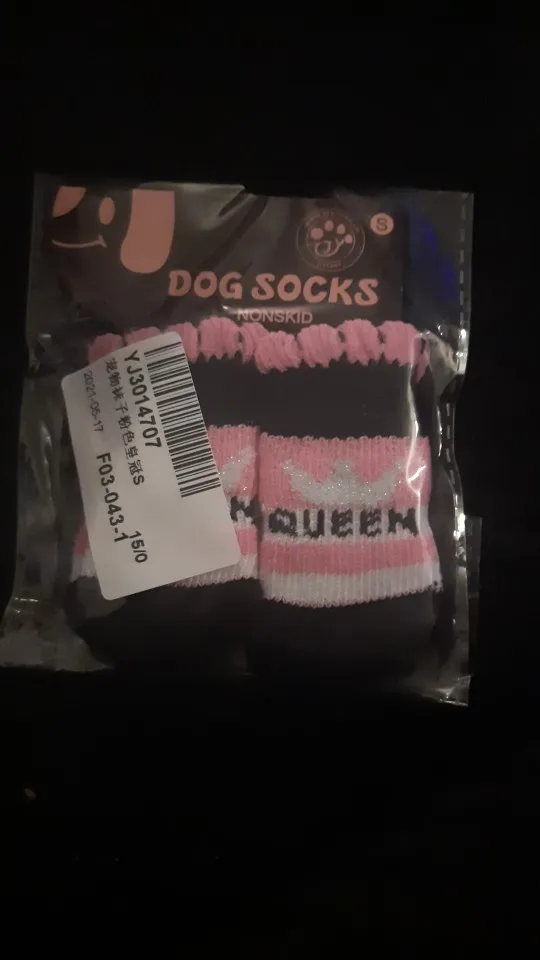 S
DOG SOCKS
NONSKID
YJ3014707
宠物袜子粉色皇冠S
2021-05-17
F03-043-1
15/0
QUEEN